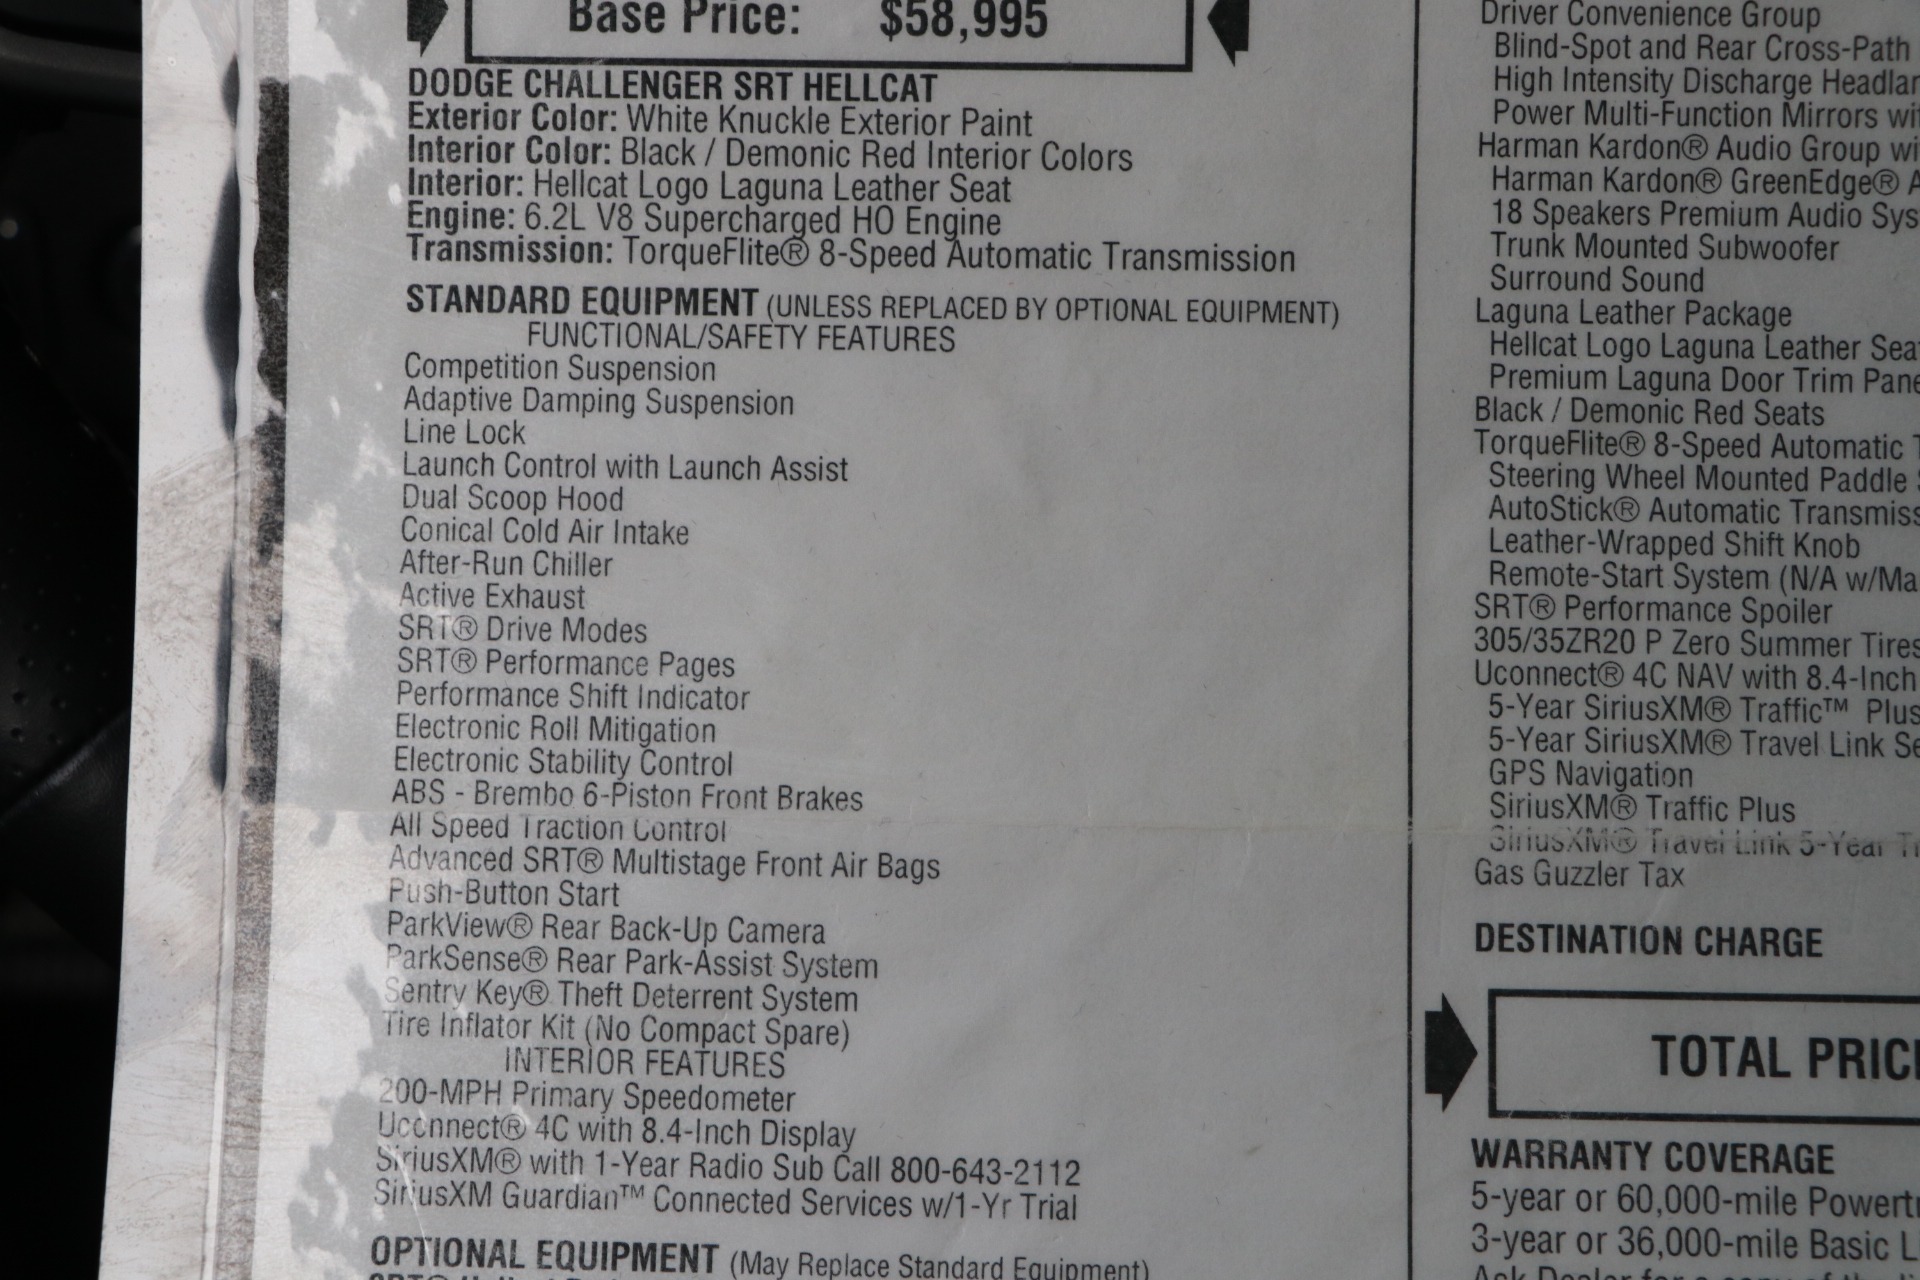 Base Price: $58,995
DODGE CHALLENGER SRT HELLCAT
Exterior Color: White Knuckle Exterior Paint
Interior Color: Black / Demonic Red Interior Colors
Interior: Hellcat Logo Laguna Leather Seat
Engine: 6.2L V8 Supercharged HO Engine
Transmission: TorqueFlite® 8-Speed Automatic Transmission
STANDARD EQUIPMENT (UNLESS REPLACED BY OPTIONAL EQUIPMENT)
FUNCTIONAL/SAFETY FEATURES
Competition Suspension
Adaptive Damping Suspension
Line Lock
Launch Control with Launch Assist
Dual Scoop Hood
Conical Cold Air Intake
After-Run Chiller
Active Exhaust
SRT® Drive Modes
SRT® Performance Pages
Performance Shift Indicator
Electronic Roll Mitigation
Electronic Stability Control
ABS - Brembo 6-Piston Front Brakes
All Speed Traction Control
Advanced SRT® Multistage Front Air Bags
Push-Button Start
ParkView® Rear Back-Up Camera
ParkSense® Rear Park-Assist System
Sentry Key® Theft Deterrent System
Tire Inflator Kit (No Compact Spare)
INTERIOR FEATURES
200-MPH Primary Speedometer
Uconnect® 4C with 8.4-Inch Display
SiriusXM® with 1-Year Radio Sub Call 800-643-2112
SiriusXM Guardian™ Connected Services w/1-Yr Trial
OPTIONAL EQUIPMENT (May Replace Standard Equipment)
Driver Convenience Group
Blind-Spot and Rear Cross-Path
High Intensity Discharge
Power Multi-Function Mirrors
Harman Kardon® Audio Group
Harman Kardon® GreenEdge®
18 Speakers Premium Audio
Trunk Mounted Subwoofer
Surround Sound
Laguna Leather Package
Hellcat Logo Laguna Leather
Premium Laguna Door Trim
Black / Demonic Red Seats
TorqueFlite® 8-Speed Automatic
Steering Wheel Mounted Paddle
AutoStick® Automatic
Leather-Wrapped Shift Knob
Remote-Start System (N/A
SRT® Performance Spoiler
305/35ZR20 P Zero Summer Tires
Uconnect® 4C NAV with 8.4-Inch
5-Year SiriusXM® Traffic™ Plus
5-Year SiriusXM® Travel Link
GPS Navigation
SiriusXM® Traffic Plus
SiriusXM® Travel Link 5-Year
Gas Guzzler Tax
DESTINATION CHARGE
TOTAL
WARRANTY COVERAGE
5-year or 60,000-mile
3-year or 36,000-mile Basic